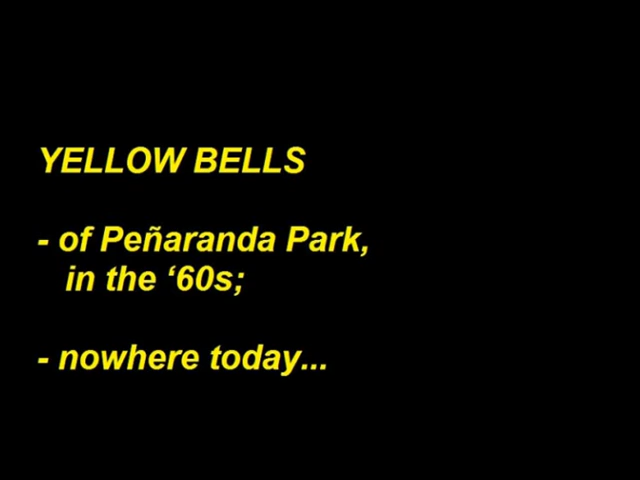 YELLOW BELLS
- of Peñaranda Park,
in the ‘60s;
- nowhere today...